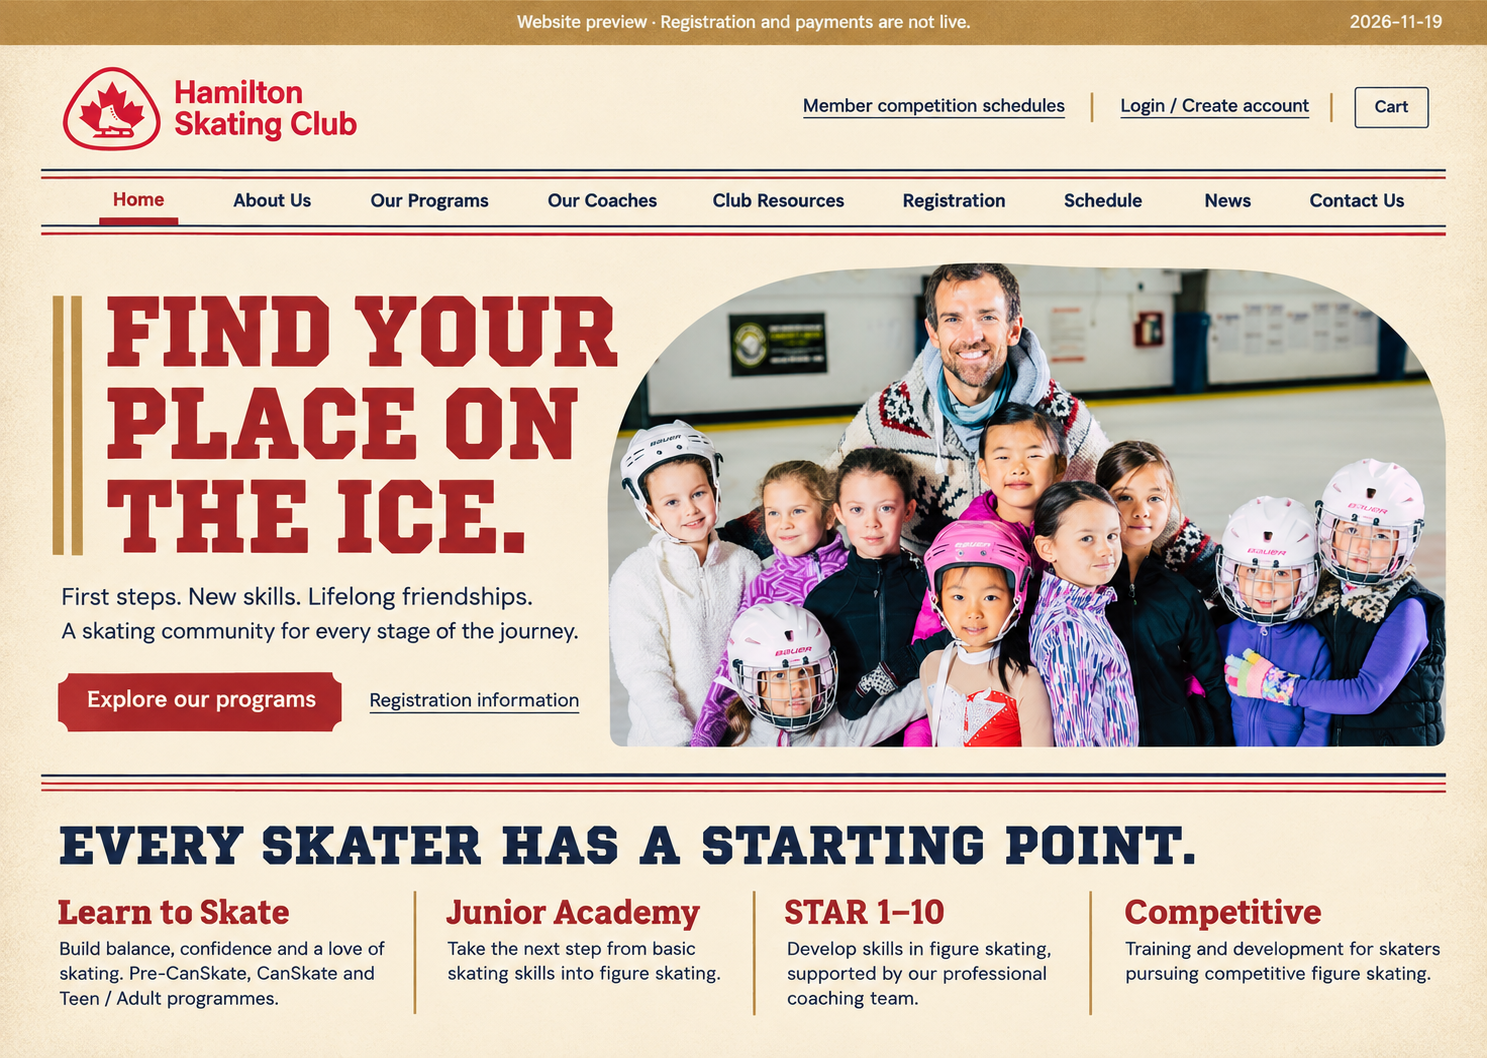 Website preview · Registration and payments are not live.
2026-11-19
Hamilton
Skating Club
Member competition schedules
Login / Create account
Cart
Home
About Us
Our Programs
Our Coaches
Club Resources
Registration
Schedule
News
Contact Us
FIND YOUR
PLACE ON
THE ICE.
First steps. New skills. Lifelong friendships.
A skating community for every stage of the journey.
Explore our programs
Registration information
BAUER
BAUER
BAUER
BAUER
BAUER
EVERY SKATER HAS A STARTING POINT.
Learn to Skate
Build balance, confidence and a love of
skating. Pre-CanSkate, CanSkate and
Teen / Adult programmes.
Junior Academy
Take the next step from basic
skating skills into figure skating.
STAR 1–10
Develop skills in figure skating,
supported by our professional
coaching team.
Competitive
Training and development for skaters
pursuing competitive figure skating.